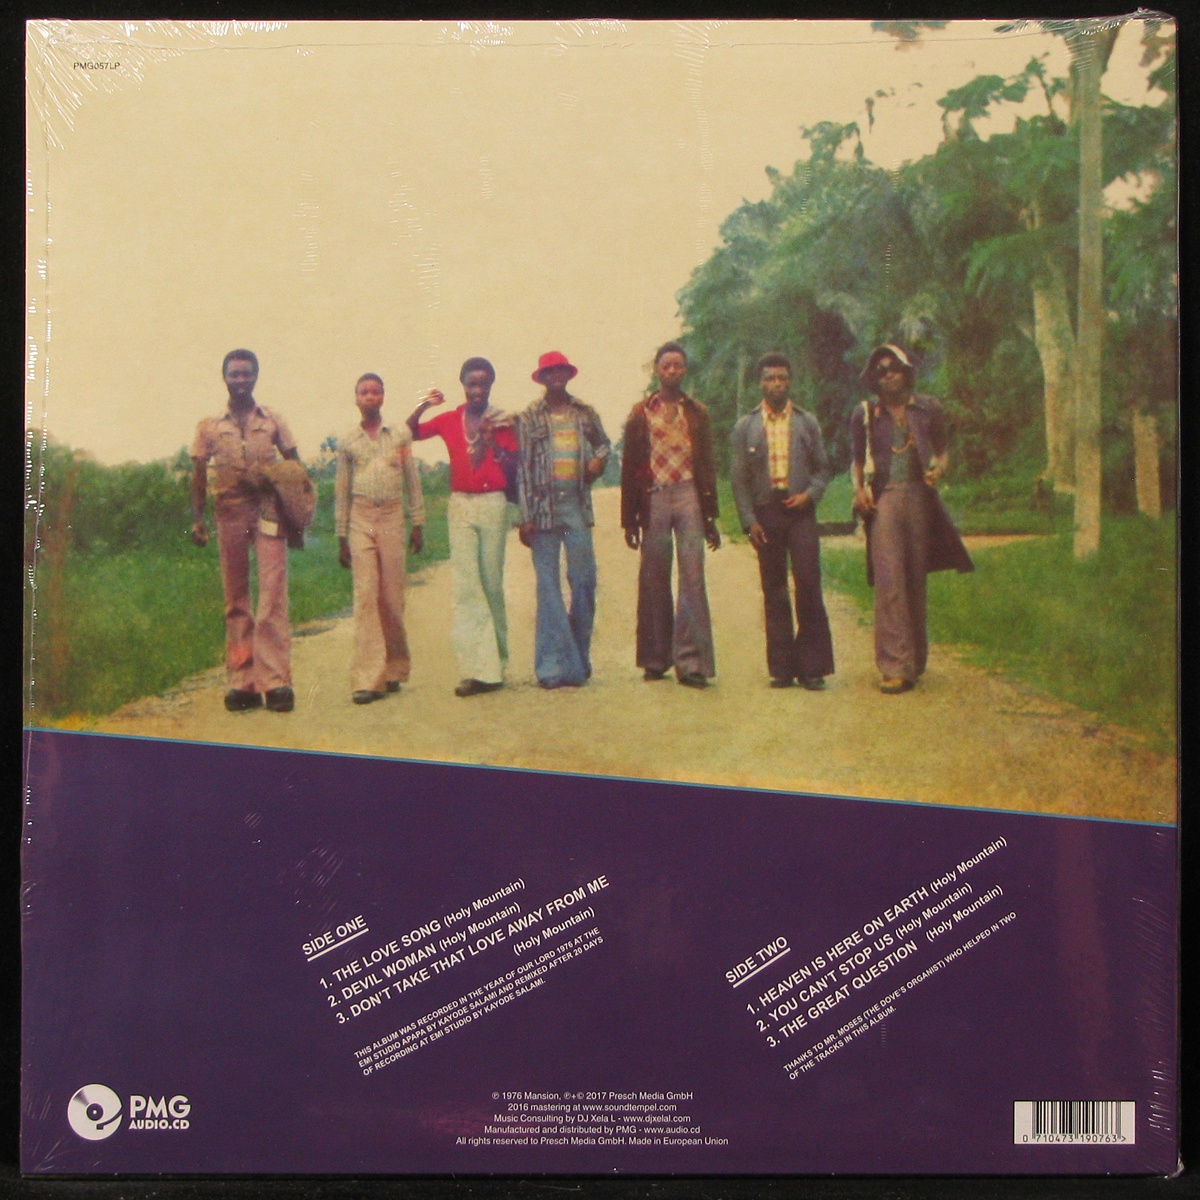 PMG057LP
SIDE ONE
1. THE LOVE SONG (Holy Mountain)
2. DEVIL WOMAN (Holy Mountain)
3. DON'T TAKE THAT LOVE AWAY FROM ME
(Holy Mountain)
THIS ALBUM WAS RECORDED IN THE YEAR OF OUR LORD 1976 AT THE
EMI STUDIO APAPA BY KAYODE SALAMI AND REMIXED AFTER 20 DAYS
OF RECORDING AT EMI STUDIO BY KAYODE SALAMI.
SIDE TWO
1. HEAVEN IS HERE ON EARTH (Holy Mountain)
2. YOU CAN'T STOP US (Holy Mountain)
3. THE GREAT QUESTION (Holy Mountain)
THANKS TO MR. MOSES (THE DOVE'S ORGANIST) WHO HELPED IN TWO
OF THE TRACKS IN THIS ALBUM.
PMG
AUDIO.CD
℗ 1976 Mansion, ℗+© 2017 Presch Media GmbH
2016 mastering at www.soundtempel.com
Music Consulting by DJ Xela L - www.djxelal.com
Manufactured and distributed by PMG - www.audio.cd
All rights reserved to Presch Media GmbH. Made in European Union
0 710473 190763 >